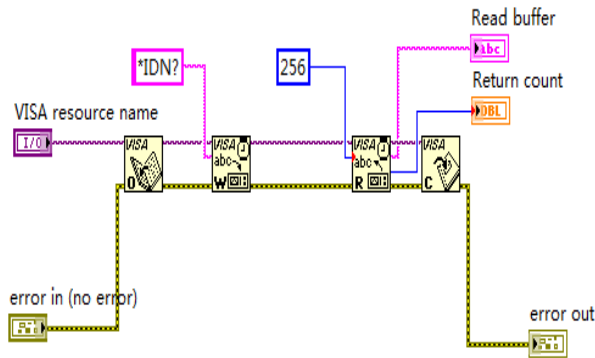 Read buffer
abc
*IDN?
256
Return count
DBL
VISA resource name
I/O
VISA
O
VISA
abc
W
VISA
abc
R
VISA
C
error in (no error)
error out